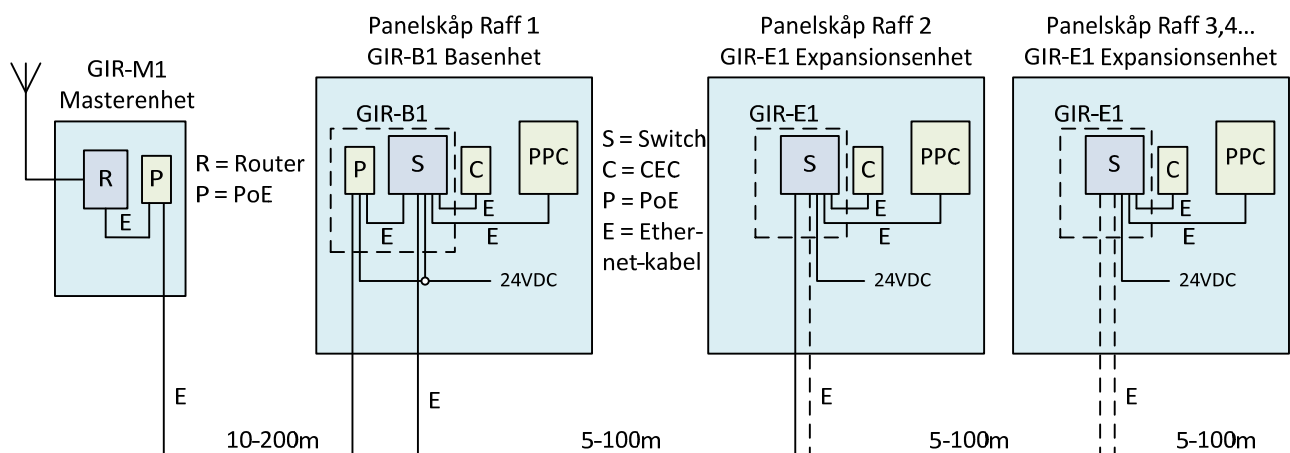 Panelskåp Raff 1
GIR-B1 Basenhet
Panelskåp Raff 2
GIR-E1 Expansionsenhet
Panelskåp Raff 3,4...
GIR-E1 Expansionsenhet
GIR-M1
Masterenhet
R
P
E
R = Router
P = PoE
E
10-200m
GIR-B1
P
S
C
PPC
E
E
E
24VDC
E
5-100m
S = Switch
C = CEC
P = PoE
E = Ether-
net-kabel
GIR-E1
S
C
PPC
E
E
24VDC
E
5-100m
GIR-E1
S
C
PPC
E
E
24VDC
E
5-100m